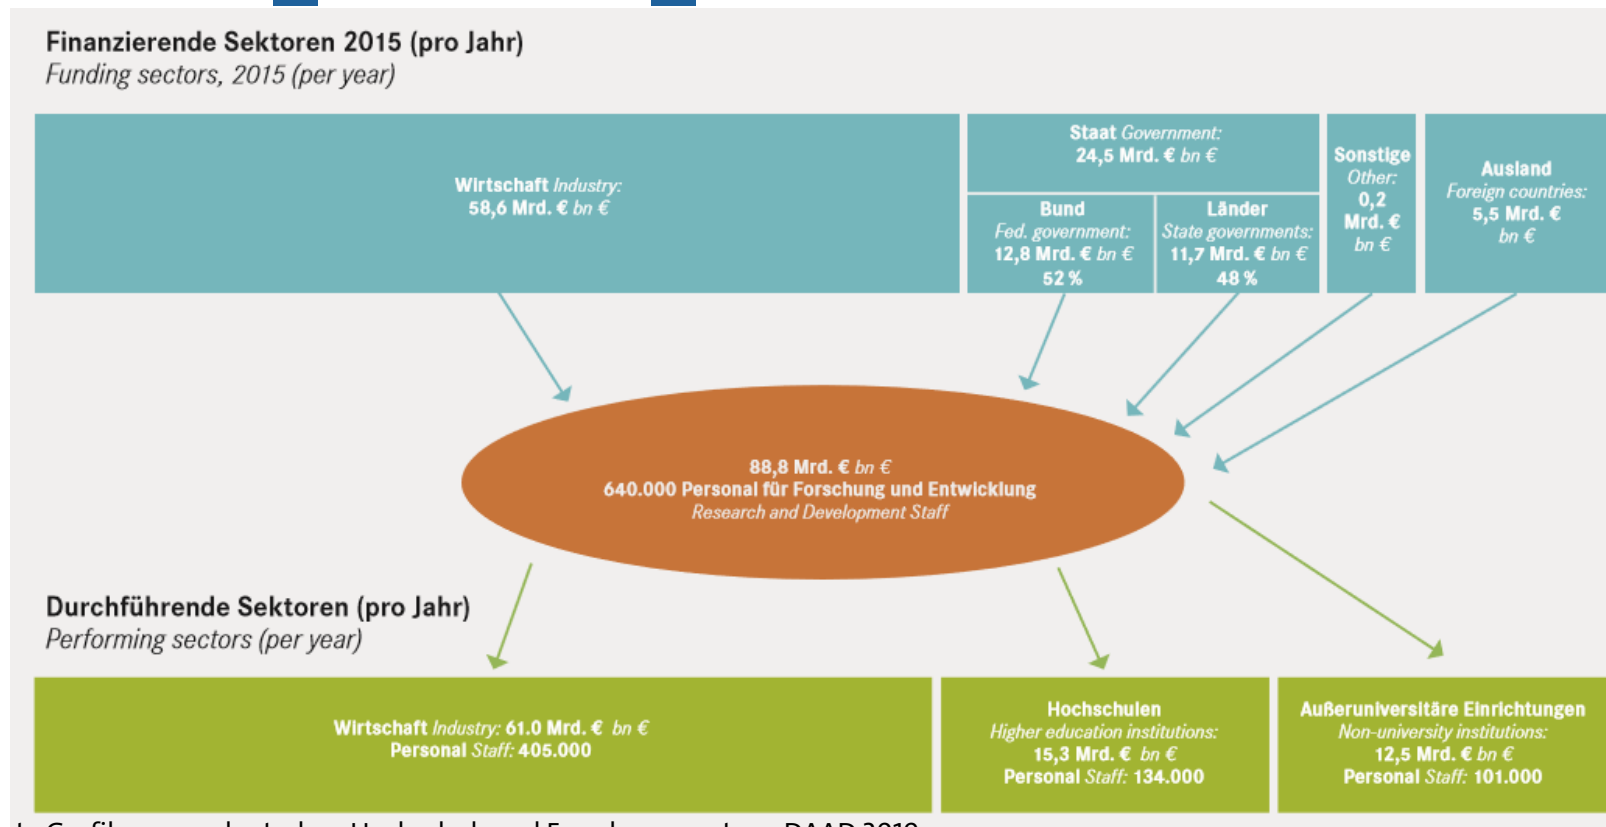 Finanzierende Sektoren 2015 (pro Jahr)
Funding sectors, 2015 (per year)
Wirtschaft Industry:
58,6 Mrd. € bn €
Staat Government:
24,5 Mrd. € bn €
Bund
Fed. government:
12,8 Mrd. € bn €
52 %
Länder
State governments:
11,7 Mrd. € bn €
48 %
Sonstige
Other:
0,2
Mrd. €
bn €
Ausland
Foreign countries:
5,5 Mrd. €
bn €
88,8 Mrd. € bn €
640.000 Personal für Forschung und Entwicklung
Research and Development Staff
Durchführende Sektoren (pro Jahr)
Performing sectors (per year)
Wirtschaft Industry: 61.0 Mrd. € bn €
Personal Staff: 405.000
Hochschulen
Higher education institutions:
15,3 Mrd. € bn €
Personal Staff: 134.000
Außeruniversitäre Einrichtungen
Non-university institutions:
12,5 Mrd. € bn €
Personal Staff: 101.000